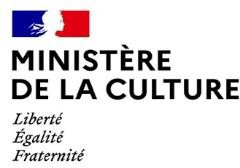 MINISTÈRE
DE LA CULTURE
Liberté
Égalité
Fraternité